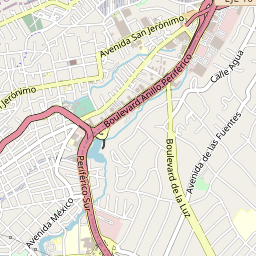 EJE 10
Avenida San Jerónimo
Boulevard Anillo Periférico
Calle Agua
Jerónimo
Avenida de las Fuentes
Periférico Sur
Boulevard de la Luz
Avenida México